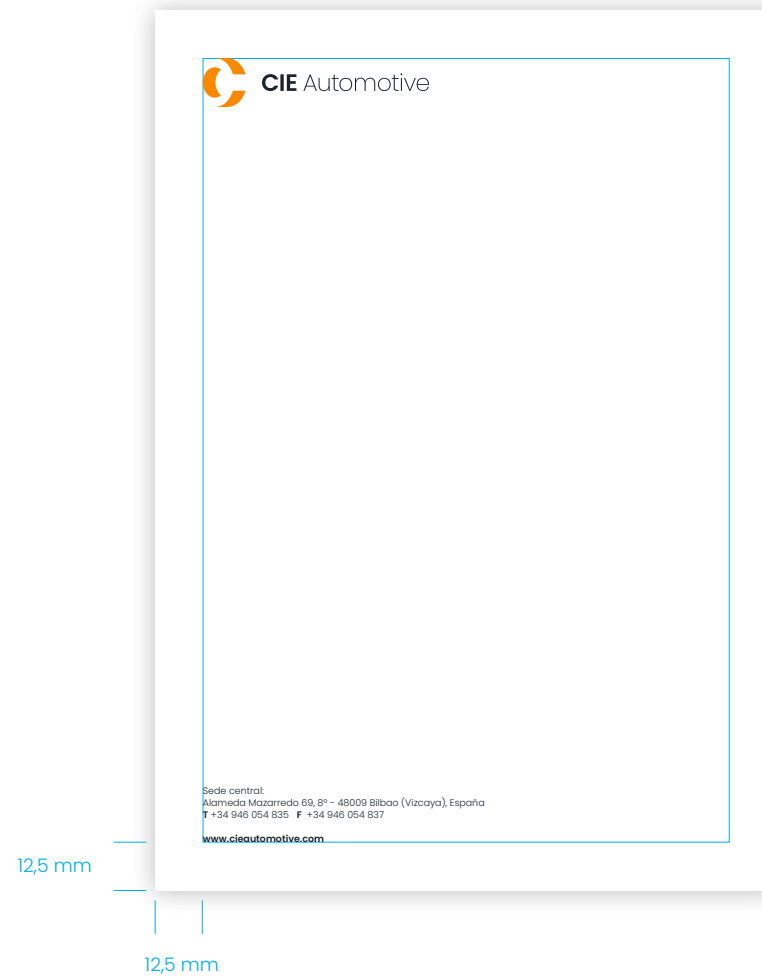 CIE Automotive
Sede central:
Alameda Mazarredo 69, 8º - 48009 Bilbao (Vizcaya), España
T +34 946 054 835 F +34 946 054 837
www.cieautomotive.com
12,5 mm
12,5 mm